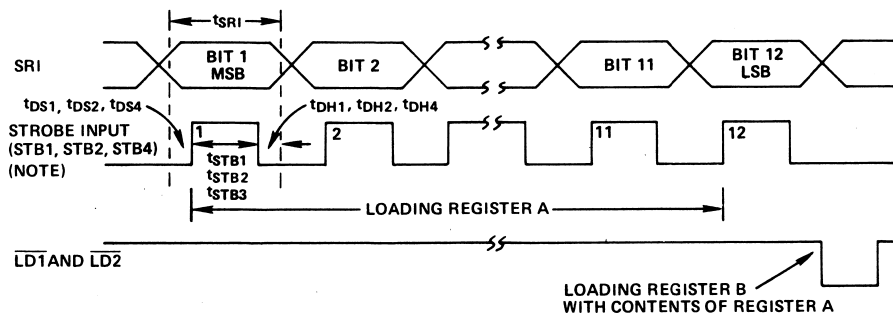 tSRI
SRI
BIT 1
MSB
BIT 2
BIT 11
BIT 12
LSB
tDS1, tDS2, tDS4
tDH1, tDH2, tDH4
STROBE INPUT
(STB1, STB2, STB4)
(NOTE)
1
2
11
12
tSTB1
tSTB2
tSTB3
LOADING REGISTER A
LD1 AND LD2
LOADING REGISTER B
WITH CONTENTS OF REGISTER A